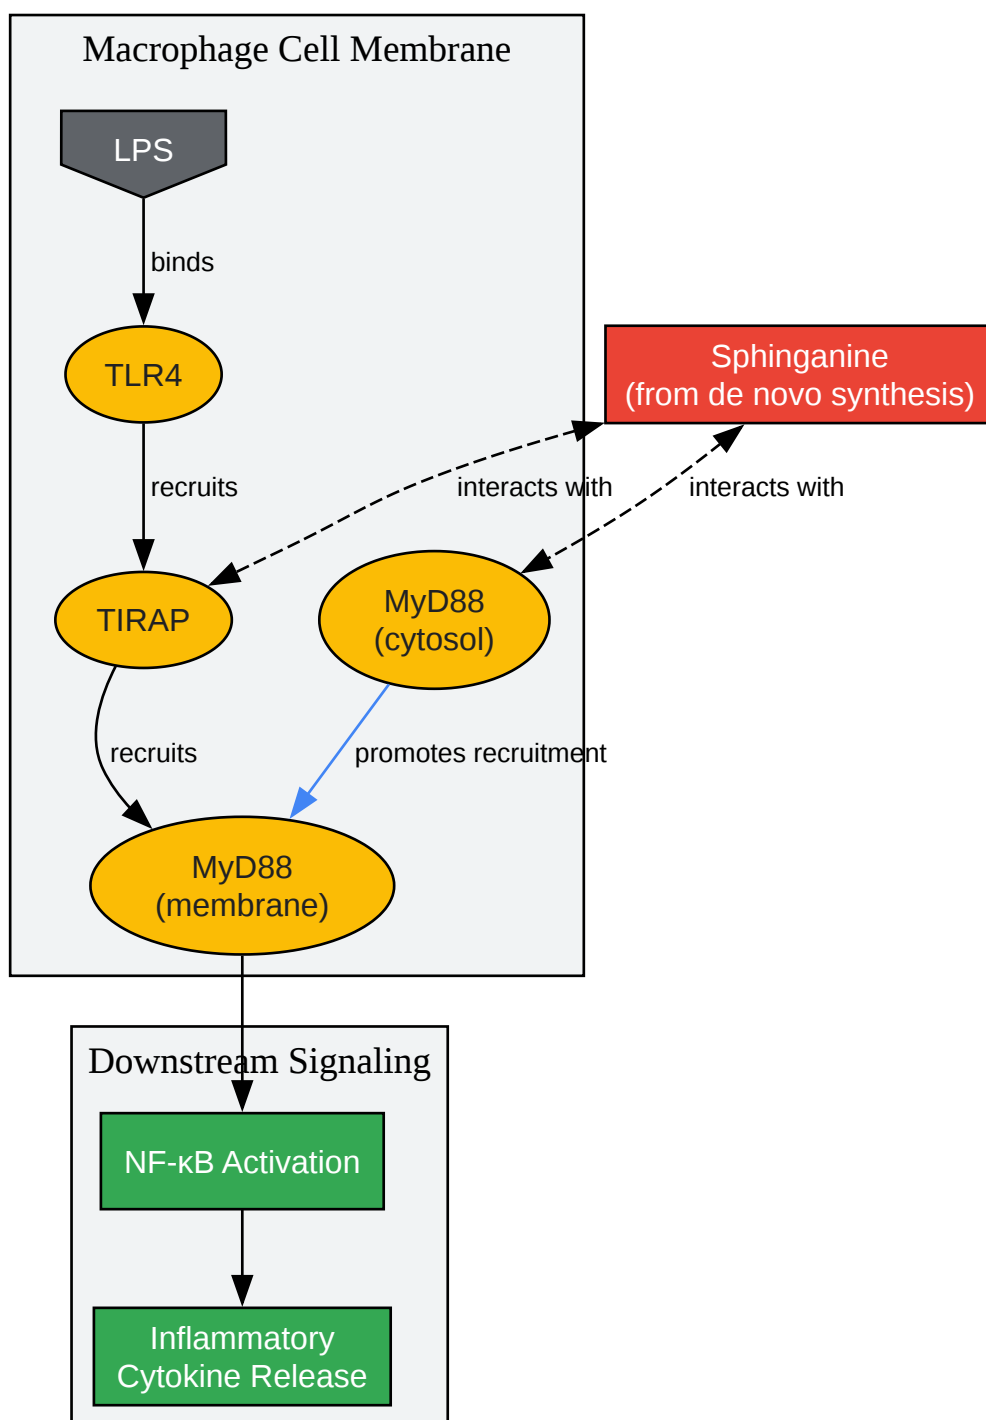 Macrophage Cell Membrane
LPS
binds
TLR4
Sphinganine
(from de novo synthesis)
recruits
interacts with
interacts with
TIRAP
MyD88
(cytosol)
recruits
promotes recruitment
MyD88
(membrane)
Downstream Signaling
NF-κB Activation
Inflammatory
Cytokine Release